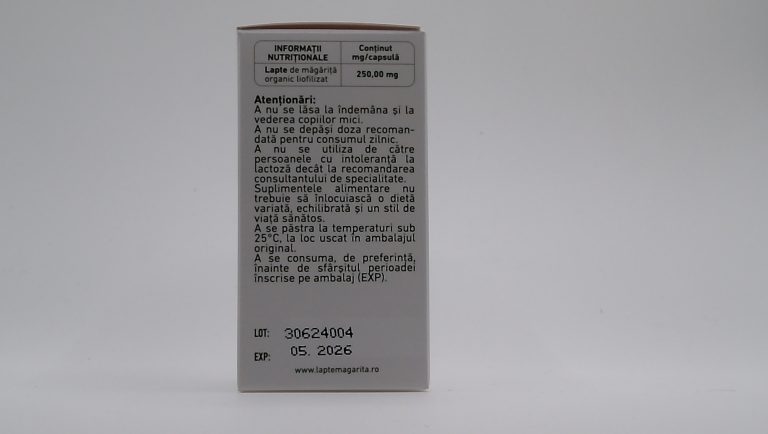 INFORMAȚII NUTRIȚIONALE
Conținut mg/capsulă
Lapte de măgăriță organic liofilizat
250,00 mg
Atenționări:
A nu se lăsa la îndemâna și la
vederea copiilor mici.
A nu se depăși doza recoman-
dată pentru consumul zilnic.
A nu se utiliza de către
persoanele cu intoleranță la
lactoză decât la recomandarea
consultantului de specialitate.
Suplimentele alimentare nu
trebuie să înlocuiască o dietă
variată, echilibrată și un stil de
viață sănătos.
A se păstra la temperaturi sub
25°C, la loc uscat în ambalajul
original.
A se consuma, de preferință,
înainte de sfârșitul perioadei
înscrise pe ambalaj (EXP).
LOT: 30624004
EXP: 05. 2026
www.laptemagarita.ro